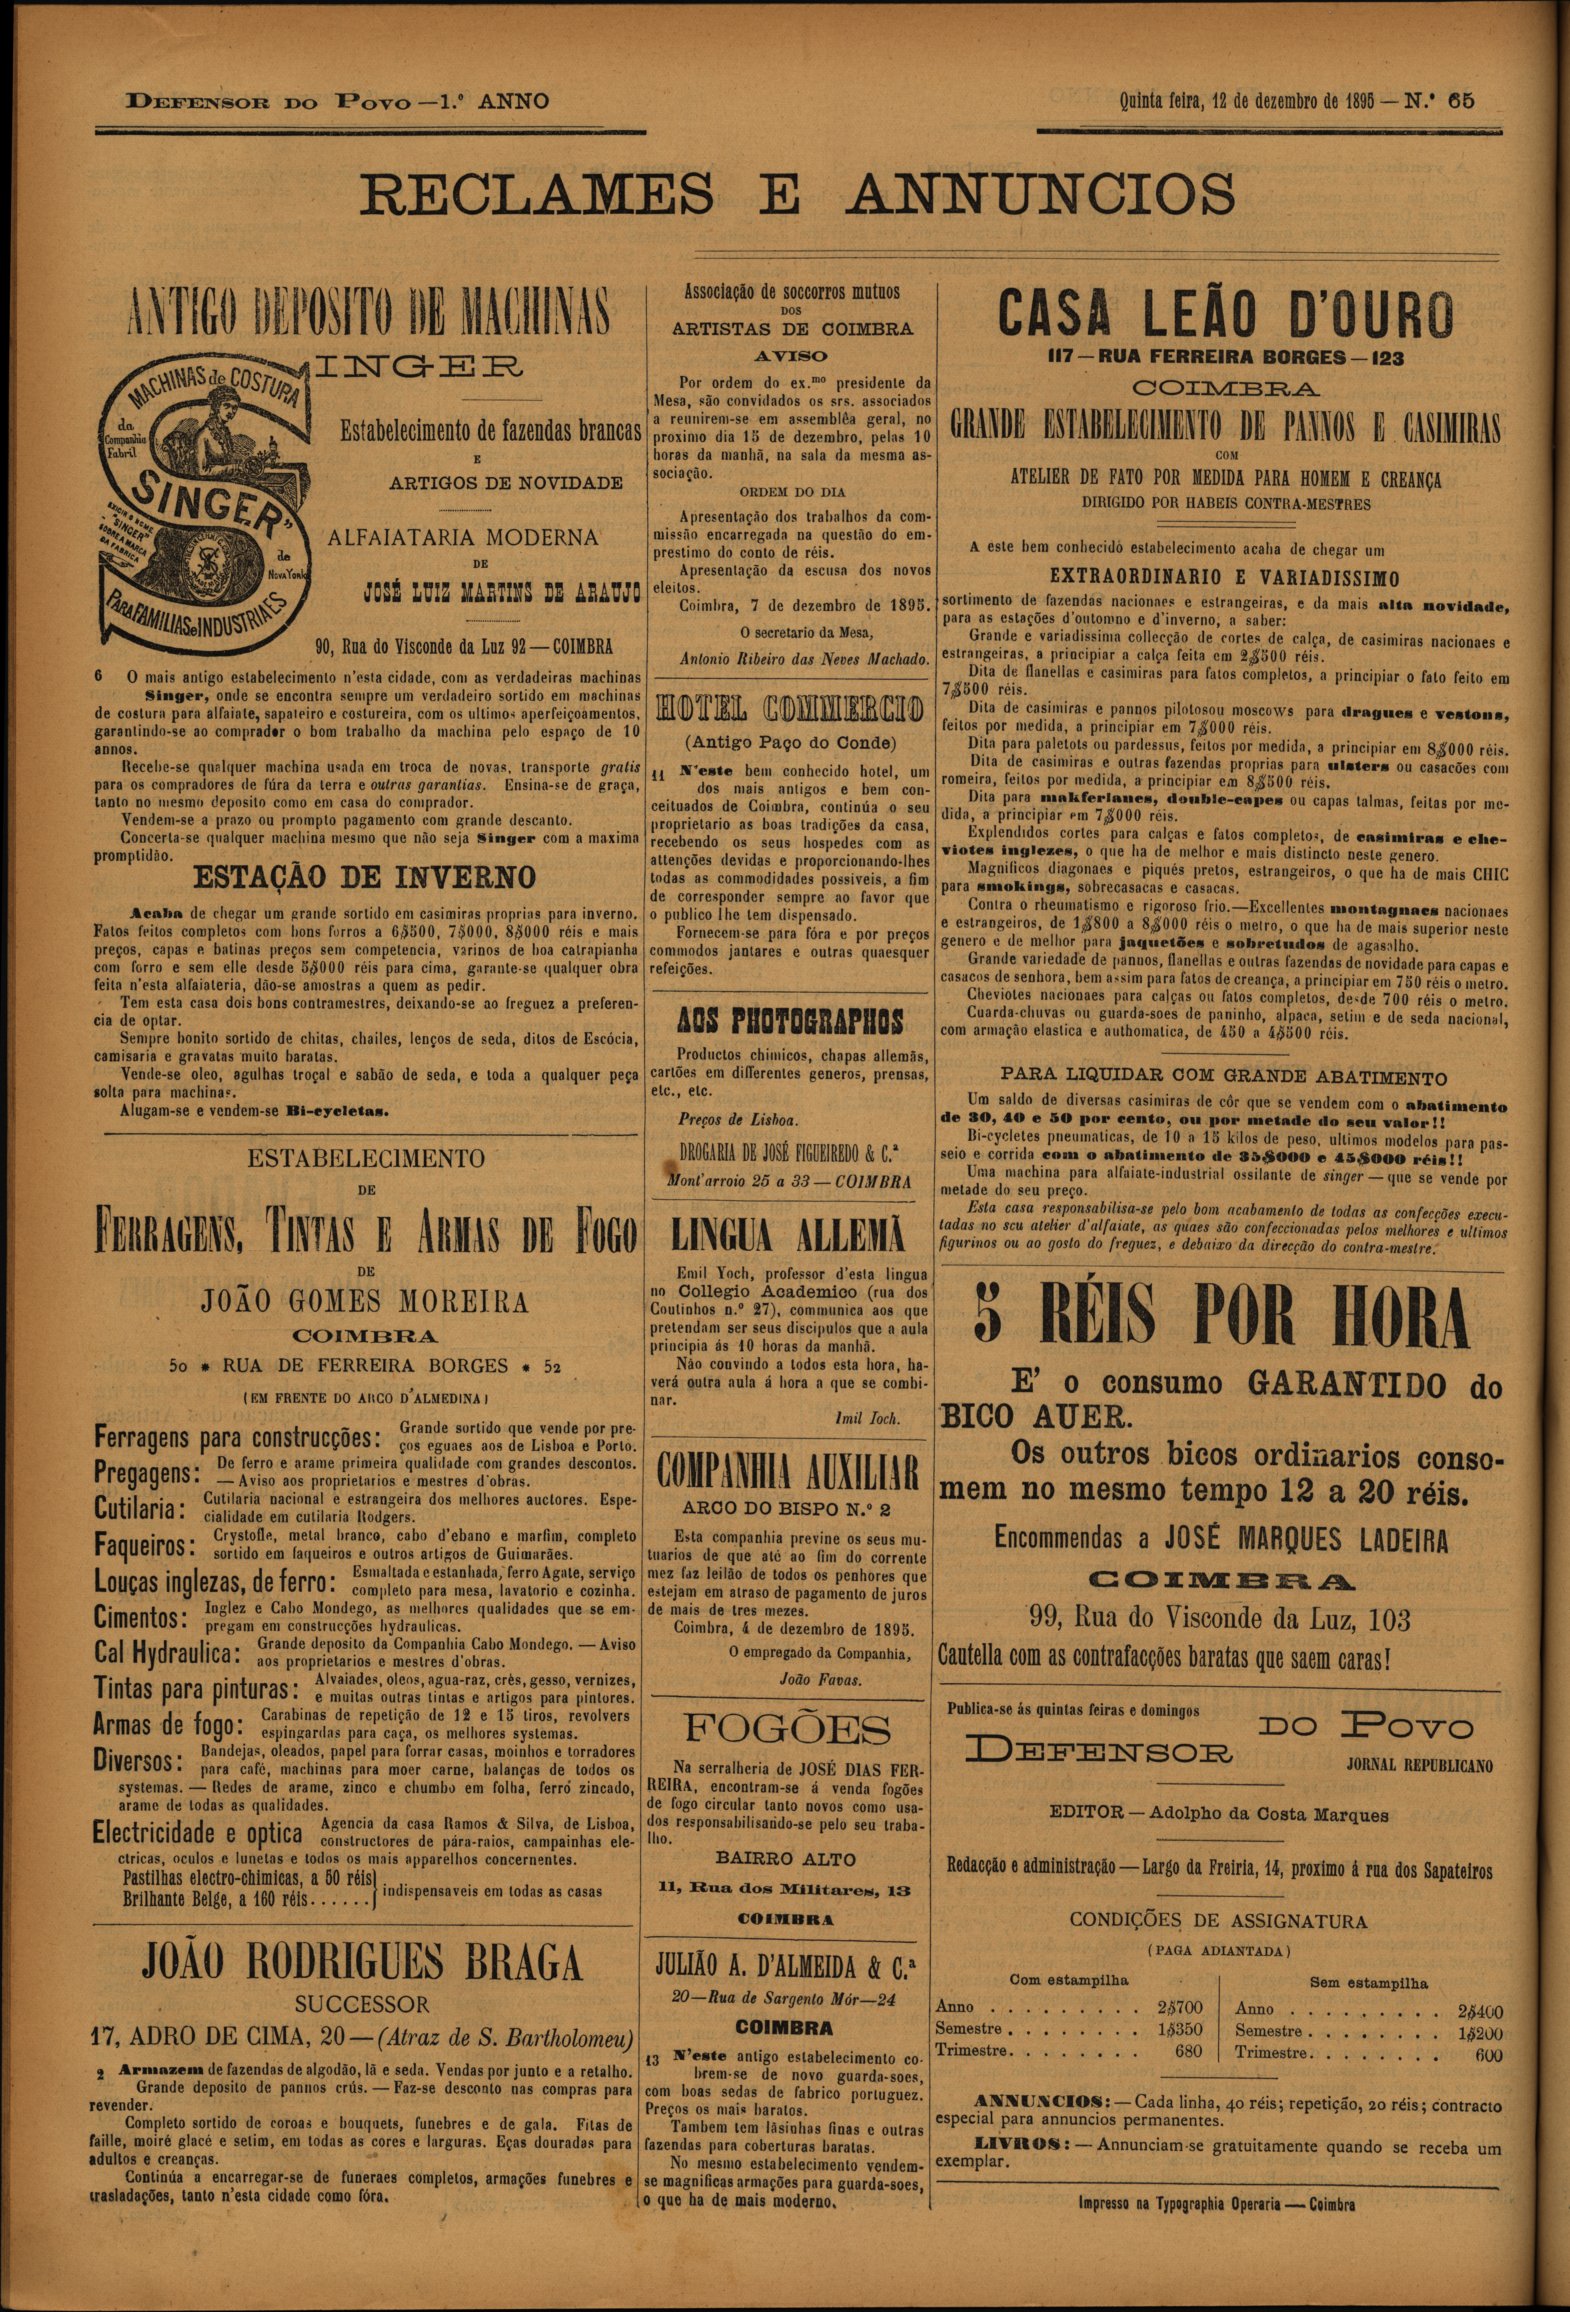 DEFENSOR DO POVO — 1.º ANNO
Quinta feira, 12 de dezembro de 1895 — N.º 65
RECLAMES E ANNUNCIOS
ANTIGO DEPOSITO DE MACHINAS
SINGER
MACHINAS de COSTURA
da
Companhia
Fabril
"SINGER"
EXIGIR O NOME
"SINGER"
SOBRE A MARCA
DA FABRICA
de
Nova York
PARA FAMILIAS e INDUSTRIAES
Estabelecimento de fazendas brancas
E
ARTIGOS DE NOVIDADE
ALFAIATARIA MODERNA
DE
JOSÉ LUIZ MARTINS DE ARAUJO
90, Rua do Visconde da Luz 92 — COIMBRA
6 O mais antigo estabelecimento n'esta cidade, com as verdadeiras machinas
Singer, onde se encontra sempre um verdadeiro sortido em machinas
de costura para alfaiate, sapateiro e costureira, com os ultimos aperfeiçoamentos,
garantindo-se ao comprador o bom trabalho da machina pelo espaço de 10
annos.
Recebe-se qualquer machina usada em troca de novas, transporte gratis
para os compradores de fúra da terra e outras garantias. Ensina-se de graça,
tanto no mesmo deposito como em casa do comprador.
Vendem-se a prazo ou prompto pagamento com grande descanto.
Concerta-se qualquer machina mesmo que não seja Singer com a maxima
promptidão.
ESTAÇÃO DE INVERNO
Acaba de chegar um grande sortido em casimiras proprias para inverno.
Fatos feitos completos com bons forros a 6$500, 7$000, 8$000 réis e mais
preços, capas e batinas preços sem competencia, varinos de boa catrapianha
com forro e sem elle desde 5$000 réis para cima, garante-se qualquer obra
feita n'esta alfaiateria, dão-se amostras a quem as pedir.
Tem esta casa dois bons contramestres, deixando-se ao freguez a preferen-
cia de optar.
Sempre bonito sortido de chitas, chailes, lenços de seda, ditos de Escócia,
camisaria e gravatas muito baratas.
Vende-se oleo, agulhas troçal e sabão de seda, e toda a qualquer peça
solta para machinas.
Alugam-se e vendem-se Bi-cycletas.
ESTABELECIMENTO
DE
FERRAGENS, TINTAS E ARMAS DE FOGO
DE
JOÃO GOMES MOREIRA
COIMBRA
50 * RUA DE FERREIRA BORGES * 52
(EM FRENTE DO ARCO D'ALMEDINA)
Ferragens para construcções: Grande sortido que vende por pre-
ços eguaes aos de Lisboa e Porto.
Pregagens: De ferro e arame primeira qualidade com grandes descontos.
— Aviso aos proprietarios e mestres d'obras.
Cutilaria: Cutilaria nacional e estrangeira dos melhores auctores. Espe-
cialidade em cutilaria Rodgers.
Faqueiros: Crystofle, metal branco, cabo d'ebano e marfim, completo
sortido em faqueiros e outros artigos de Guimarães.
Louças inglezas, de ferro: Esmaltada e estanhada, ferro Agate, serviço
completo para mesa, lavatorio e cozinha.
Cimentos: Inglez e Cabo Mondego, as melhores qualidades que se em-
pregam em construcções hydraulicas.
Cal Hydraulica: Grande deposito da Companhia Cabo Mondego. — Aviso
aos proprietarios e mestres d'obras.
Tintas para pinturas: Alvaiades, oleos, agua-raz, crés, gesso, vernizes,
e muitas outras tintas e artigos para pintores.
Armas de fogo: Carabinas de repetição de 12 e 15 tiros, revolvers
espingardas para caça, os melhores systemas.
Diversos: Bandejas, oleados, papel para forrar casas, moinhos e torradores
para café, machinas para moer carne, balanças de todos os
systemas. — Redes de arame, zinco e chumbo em folha, ferro zincado,
arame de todas as qualidades.
Electricidade e optica Agencia da casa Ramos & Silva, de Lisboa,
constructores de pára-raios, campainhas ele-
ctricas, oculos e lunetas e todos os mais apparelhos concernentes.
Pastilhas electro-chimicas, a 50 réis
Brilhante Belge, a 160 réis......
indispensaveis em todas as casas
JOÃO RODRIGUES BRAGA
SUCCESSOR
17, ADRO DE CIMA, 20 — (Atraz de S. Bartholomeu)
2 Armazem de fazendas de algodão, lã e seda. Vendas por junto e a retalho.
Grande deposito de pannos crús. — Faz-se desconto nas compras para
revender.
Completo sortido de coroas e bouquets, funebres e de gala. Fitas de
faille, moiré glacé e setim, em todas as cores e larguras. Eças douradas para
adultos e creanças.
Continúa a encarregar-se de funeraes completos, armações funebres e
trasladações, tanto n'esta cidade como fóra.
Associação de soccorros mutuos
DOS
ARTISTAS DE COIMBRA
AVISO
Por ordem do ex.mo presidente da
Mesa, são convidados os srs. associados
a reunirem-se em assemblêa geral, no
proximo dia 15 de dezembro, pelas 10
horas da manhã, na sala da mesma as-
sociação.
ORDEM DO DIA
Apresentação dos trabalhos da com-
missão encarregada na questão do em-
prestimo do conto de réis.
Apresentação da escusa dos novos
eleitos.
Coimbra, 7 de dezembro de 1895.
O secretario da Mesa,
Antonio Ribeiro das Neves Machado.
HOTEL COMMERCIO
(Antigo Paço do Conde)
11 N'este bem conhecido hotel, um
dos mais antigos e bem con-
ceituados de Coimbra, continúa o seu
proprietario as boas tradições da casa,
recebendo os seus hospedes com as
attenções devidas e proporcionando-lhes
todas as commodidades possiveis, a fim
de corresponder sempre ao favor que
o publico lhe tem dispensado.
Fornecem-se para fóra e por preços
commodos jantares e outras quaesquer
refeições.
AOS PHOTOGRAPHOS
Productos chimicos, chapas allemãs,
cartões em differentes generos, prensas,
etc., etc.
Preços de Lisboa.
DROGARIA DE JOSÉ FIGUEIREDO & C.ª
Mont'arroio 25 a 33 — COIMBRA
LINGUA ALLEMÃ
Emil Yoch, professor d'esta lingua
no Collegio Academico (rua dos
Coutinhos n.º 27), communica aos que
pretendam ser seus discipulos que a aula
principia ás 10 horas da manhã.
Não convindo a todos esta hora, ha-
verá outra aula á hora a que se combi-
nar.
Imil Ioch.
COMPANHIA AUXILIAR
ARCO DO BISPO N.º 2
Esta companhia previne os seus mu-
tuarios de que até ao fim do corrente
mez faz leilão de todos os penhores que
estejam em atraso de pagamento de juros
de mais de tres mezes.
Coimbra, 4 de dezembro de 1895.
O empregado da Companhia,
João Favas.
FOGÕES
Na serralheria de JOSÉ DIAS FER-
REIRA, encontram-se á venda fogões
de fogo circular tanto novos como usa-
dos responsabilisando-se pelo seu traba-
lho.
BAIRRO ALTO
11, Rua dos Militares, 13
COIMBRA
JULIÃO A. D'ALMEIDA & C.ª
20—Rua de Sargento Mór—24
COIMBRA
13 N'este antigo estabelecimento co-
brem-se de novo guarda-soes,
com boas sedas de fabrico portuguez.
Preços os mais baratos.
Tambem tem lãsinhas finas e outras
fazendas para coberturas baratas.
No mesmo estabelecimento vendem-
se magnificas armações para guarda-soes,
o que ha de mais moderno.
CASA LEÃO D'OURO
117 — RUA FERREIRA BORGES — 123
COIMBRA
GRANDE ESTABELECIMENTO DE PANNOS E CASIMIRAS
COM
ATELIER DE FATO POR MEDIDA PARA HOMEM E CREANÇA
DIRIGIDO POR HABEIS CONTRA-MESTRES
A este bem conhecido estabelecimento acaba de chegar um
EXTRAORDINARIO E VARIADISSIMO
sortimento de fazendas nacionaes e estrangeiras, e da mais alta novidade,
para as estações d'outomno e d'inverno, a saber:
Grande e variadissima collecção de cortes de calça, de casimiras nacionaes e
estrangeiras, a principiar a calça feita em 2$500 réis.
Dita de flanellas e casimiras para fatos completos, a principiar o fato feito em
7$500 réis.
Dita de casimiras e pannos pilotosou moscows para dragues e vestons,
feitos por medida, a principiar em 7$000 réis.
Dita para paletots ou pardessus, feitos por medida, a principiar em 8$000 réis.
Dita de casimiras e outras fazendas proprias para ulsters ou casacões com
romeira, feitos por medida, a principiar em 8$500 réis.
Dita para makferlanes, double-capes ou capas talmas, feitas por me-
dida, a principiar em 7$000 réis.
Explendidos cortes para calças e fatos completos, de casimiras e che-
viotes inglezes, o que ha de melhor e mais distincto neste genero.
Magnificos diagonaes e piqués pretos, estrangeiros, o que ha de mais CHIC
para smokings, sobrecasacas e casacas.
Contra o rheumatismo e rigoroso frio.—Excellentes montagnacs nacionaes
e estrangeiros, de 1$800 a 8$000 réis o metro, o que ha de mais superior neste
genero e de melhor para jaquetões e sobretudos de agasalho.
Grande variedade de pannos, flanellas e outras fazendas de novidade para capas e
casacos de senhora, bem assim para fatos de creança, a principiar em 750 réis o metro.
Cheviotes nacionaes para calças ou fatos completos, desde 700 réis o metro.
Cuarda-chuvas ou guarda-soes de paninho, alpaca, setim e de seda nacional,
com armação elastica e authomatica, de 450 a 4$500 réis.
PARA LIQUIDAR COM GRANDE ABATIMENTO
Um saldo de diversas casimiras de côr que se vendem com o abatimento
de 30, 40 e 50 por cento, ou por metade do seu valor!!
Bi-cycletes pneumaticas, de 10 a 15 kilos de peso, ultimos modelos para pas-
seio e corrida com o abatimento de 35$000 e 45$000 réis!!
Uma machina para alfaiate-industrial ossilante de singer — que se vende por
metade do seu preço.
Esta casa responsabilisa-se pelo bom acabamento de todas as confecções execu-
tadas no seu atelier d'alfaiate, as quaes são confeccionadas pelos melhores e ultimos
figurinos ou ao gosto do freguez, e debaixo da direcção do contra-mestre.
5 RÉIS POR HORA
E' o consumo GARANTIDO do
BICO AUER.
Os outros bicos ordinarios conso-
mem no mesmo tempo 12 a 20 réis.
Encommendas a JOSÉ MARQUES LADEIRA
COIMBRA
99, Rua do Visconde da Luz, 103
Cautella com as contrafacções baratas que saem caras!
Publica-se ás quintas feiras e domingos
DEFENSOR DO POVO
JORNAL REPUBLICANO
EDITOR — Adolpho da Costa Marques
Redacção e administração — Largo da Freiria, 14, proximo á rua dos Sapateiros
CONDIÇÕES DE ASSIGNATURA
(PAGA ADIANTADA)
Com estampilha
Anno . . . . . . . . . 2$700
Semestre . . . . . . . . 1$350
Trimestre. . . . . . . . 680
Sem estampilha
Anno . . . . . . . . . 2$400
Semestre . . . . . . . . 1$200
Trimestre. . . . . . . . 600
ANNUNCIOS: — Cada linha, 40 réis; repetição, 20 réis; contracto
especial para annuncios permanentes.
LIVROS: — Annunciam-se gratuitamente quando se receba um
exemplar.
Impresso na Typographia Operaria — Coimbra